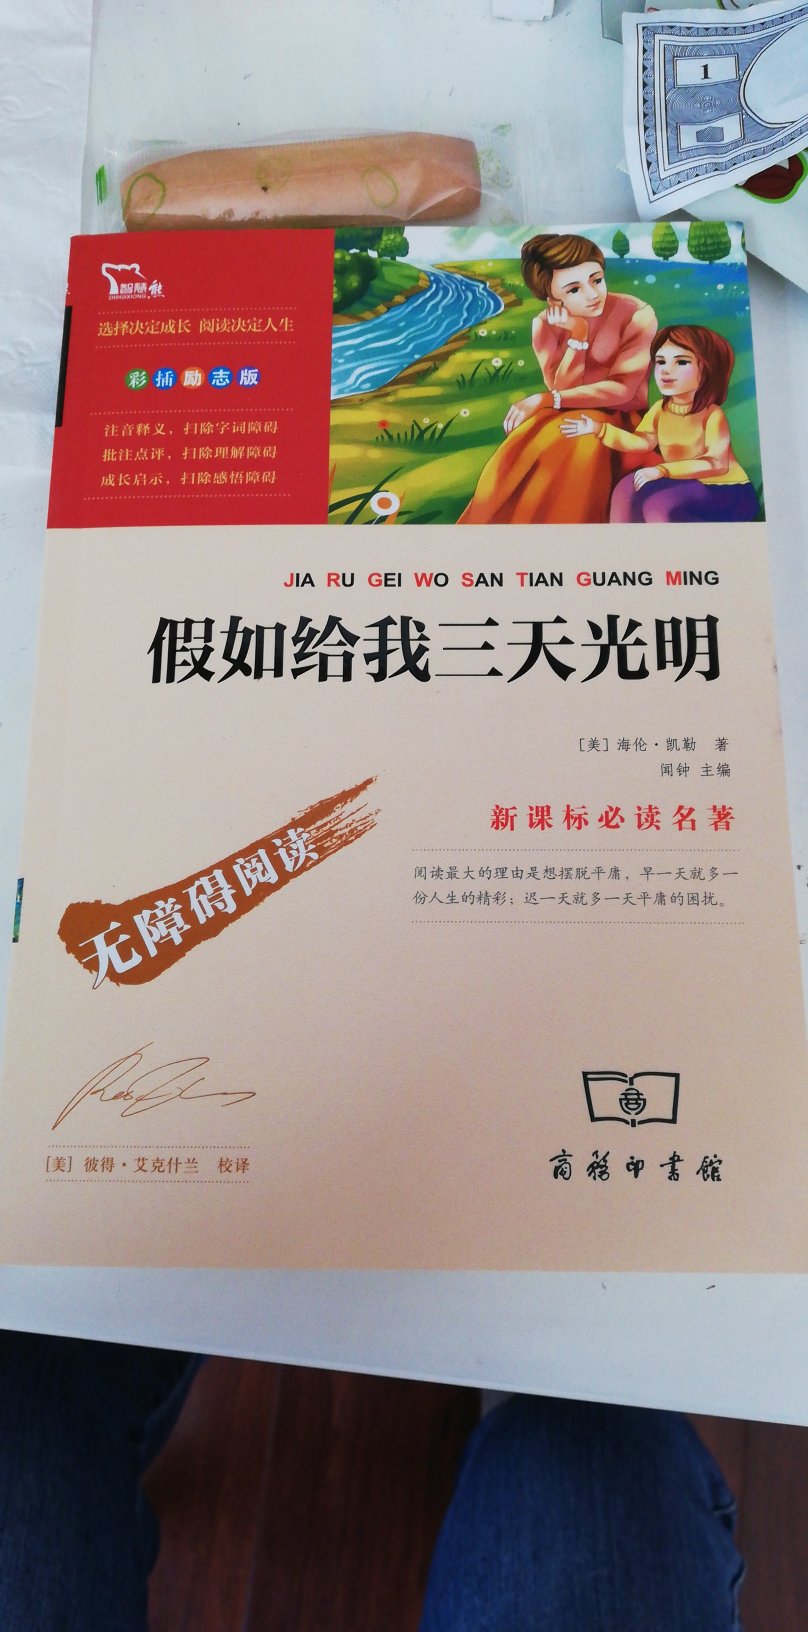 1
智慧熊
ZHIHUIXIONG
选择决定成长 阅读决定人生
彩插励志版
注音释义，扫除字词障碍
批注点评，扫除理解障碍
成长启示，扫除感悟障碍
JIA RU GEI WO SAN TIAN GUANG MING
假如给我三天光明
［美］海伦·凯勒 著
闻钟 主编
新课标必读名著
阅读最大的理由是想摆脱平庸，早一天就多一
份人生的精彩；迟一天就多一天平庸的困扰。
无障碍阅读
［美］彼得·艾克什兰 校译
商務印書館